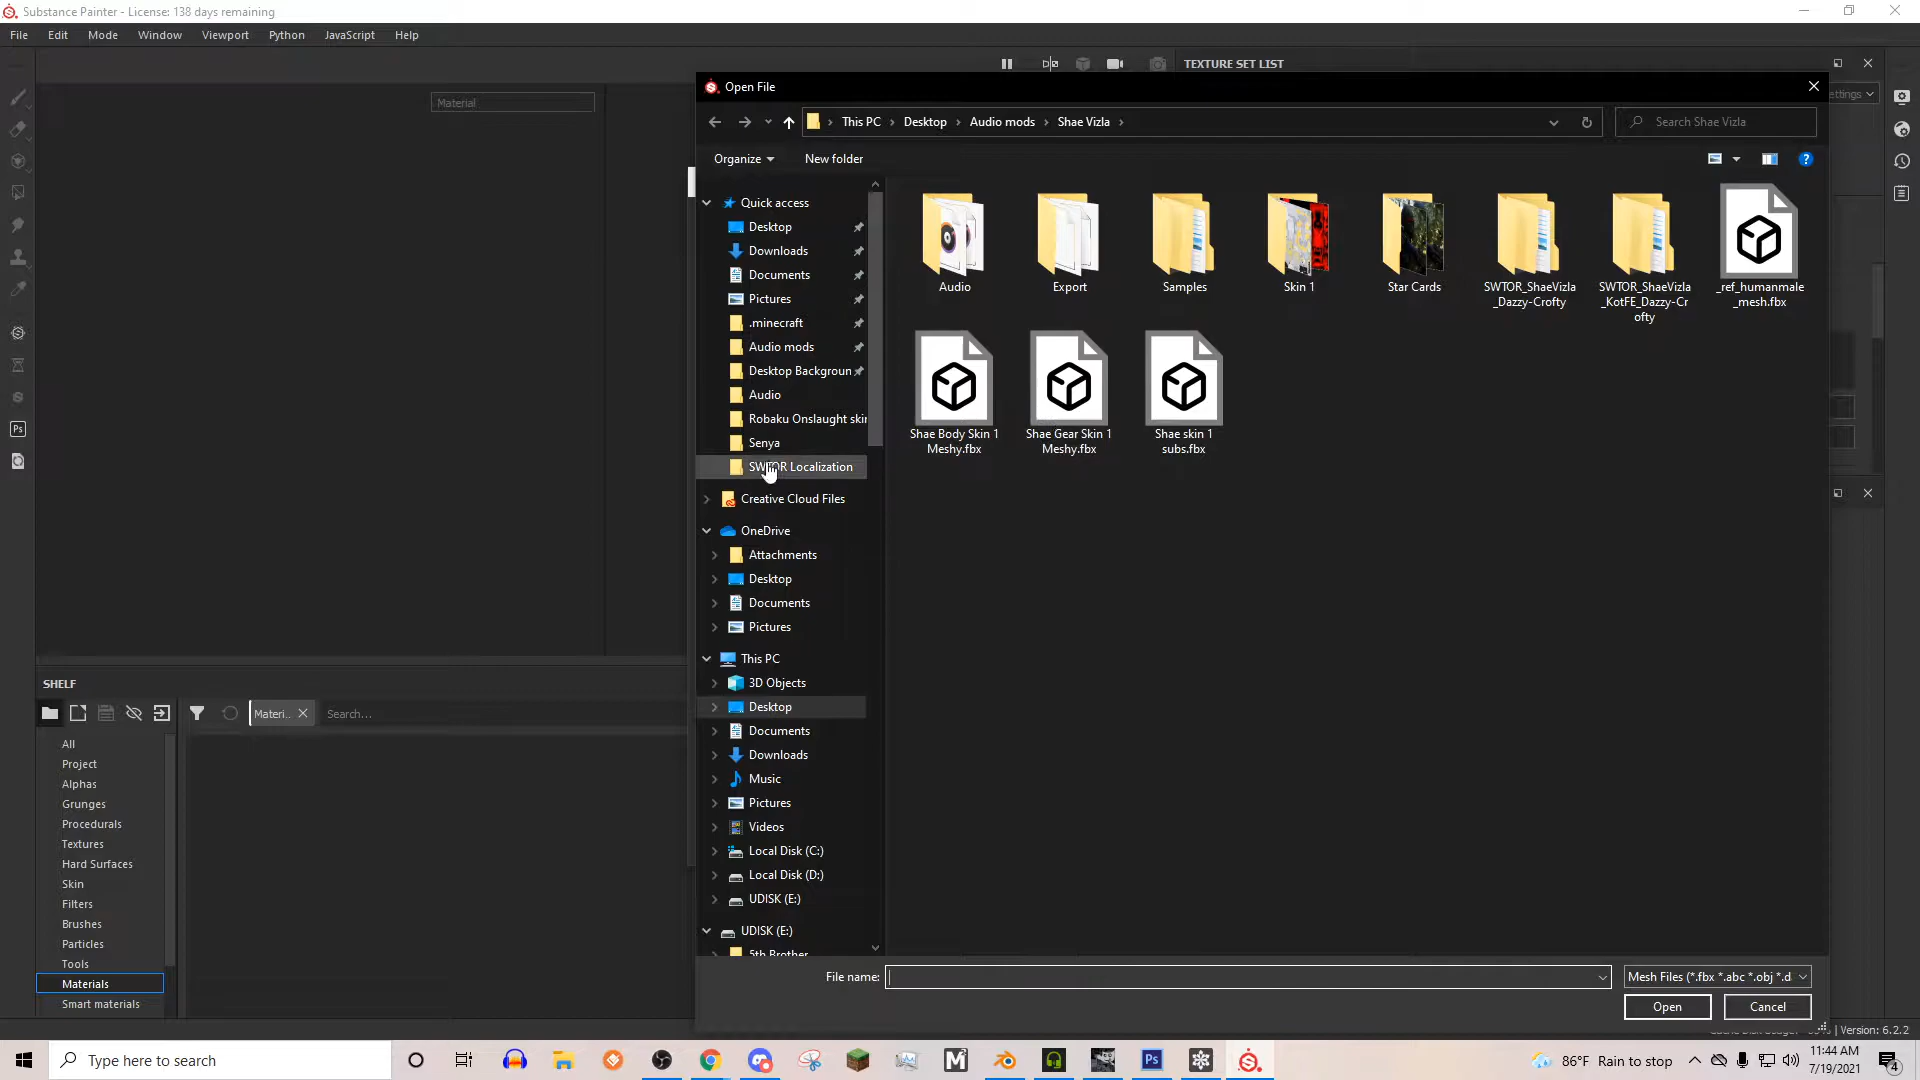 Substance Painter - License: 138 days remaining
File Edit Mode Window Viewport Python JavaScript Help
Material
TEXTURE SET LIST
ettings
Open File
This PC > Desktop > Audio mods > Shae Vizla >
Search Shae Vizla
Organize
New folder
Quick access
Desktop
Downloads
Documents
Pictures
.minecraft
Audio mods
Desktop Backgroun
Audio
Robaku Onslaught skin
Senya
SWTOR Localization
Creative Cloud Files
OneDrive
Attachments
Desktop
Documents
Pictures
This PC
3D Objects
Desktop
Documents
Downloads
Music
Pictures
Videos
Local Disk (C:)
Local Disk (D:)
UDISK (E:)
UDISK (E:)
5th Brother
Audio
Export
Samples
Skin 1
Star Cards
SWTOR_ShaeVizla
_Dazzy-Crofty
SWTOR_ShaeVizla
_KotFE_Dazzy-Cr
ofty
_ref_humanmale
_mesh.fbx
Shae Body Skin 1
Meshy.fbx
Shae Gear Skin 1
Meshy.fbx
Shae skin 1
subs.fbx
File name:
Mesh Files (*.fbx *.abc *.obj *.d
Open
Cancel
SHELF
Materi..
Search...
All
Project
Alphas
Grunges
Procedurals
Textures
Hard Surfaces
Skin
Filters
Brushes
Particles
Tools
Materials
Smart materials
| Version: 6.2.2
Type here to search
86°F Rain to stop
11:44 AM
7/19/2021
4
Ps
Ps